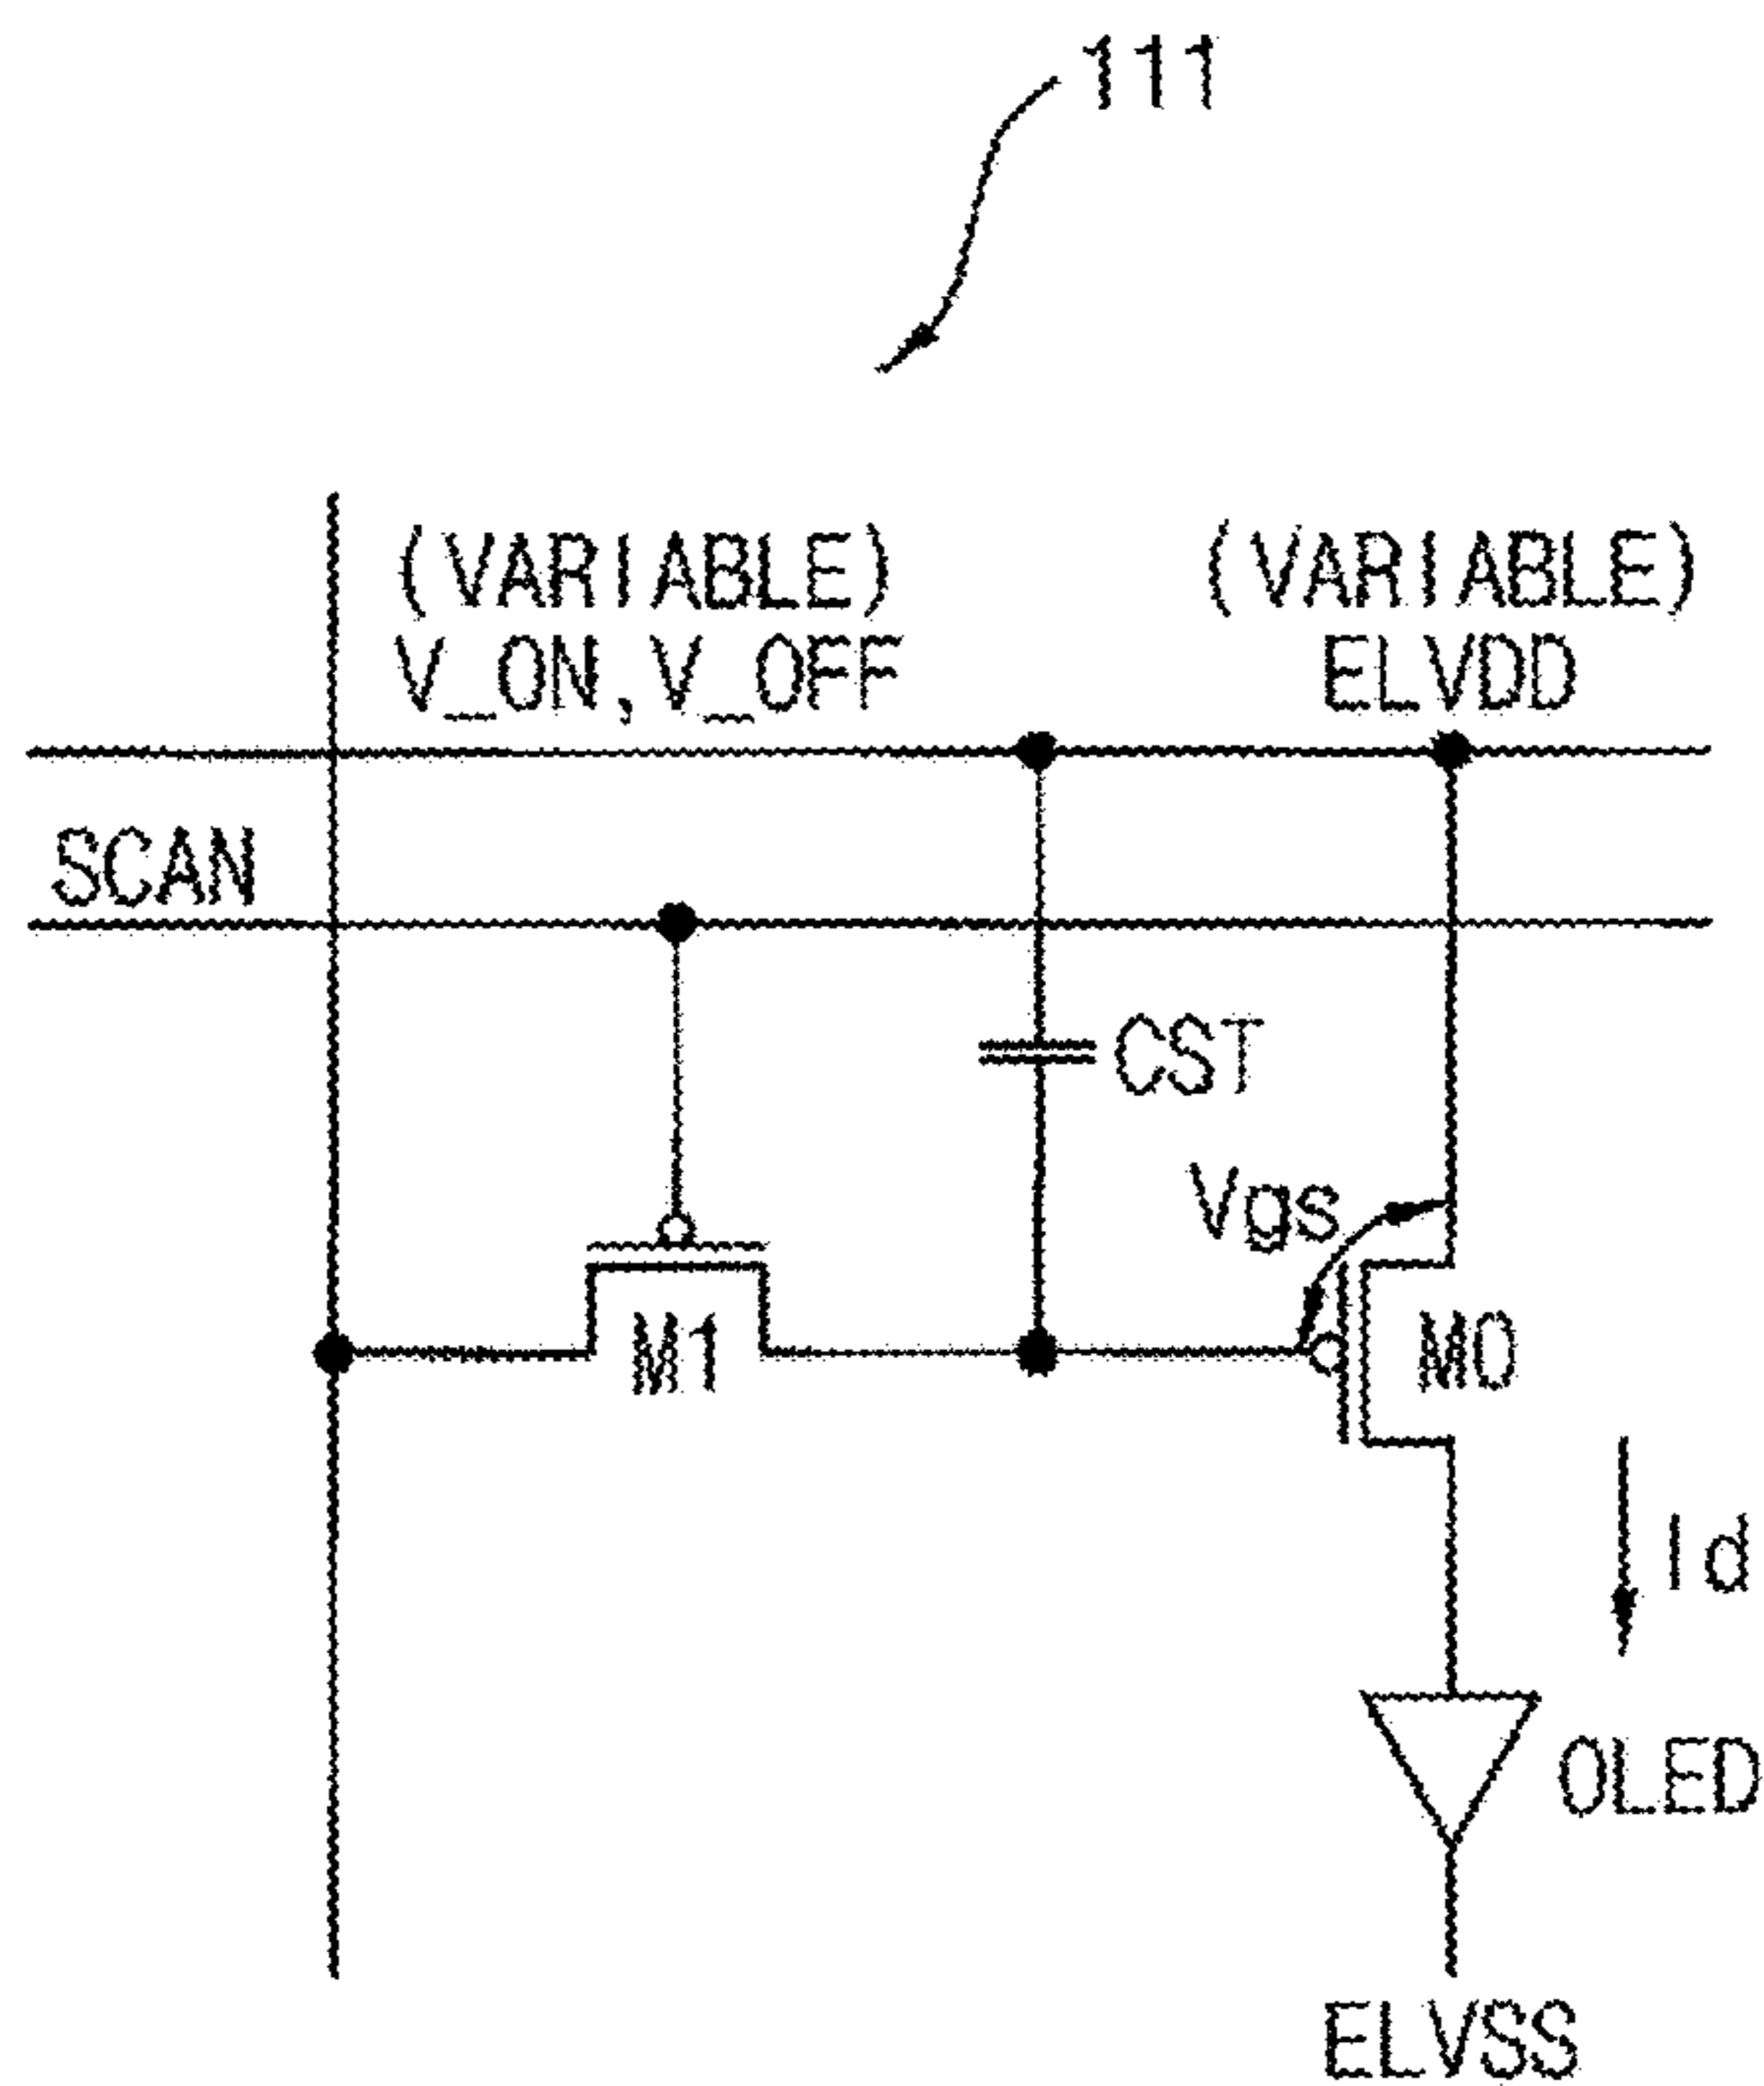 111
(VARIABLE)
V_ON,V_OFF
(VARIABLE)
ELVDD
SCAN
CST
Vgs
M1
M0
Id
OLED
ELVSS